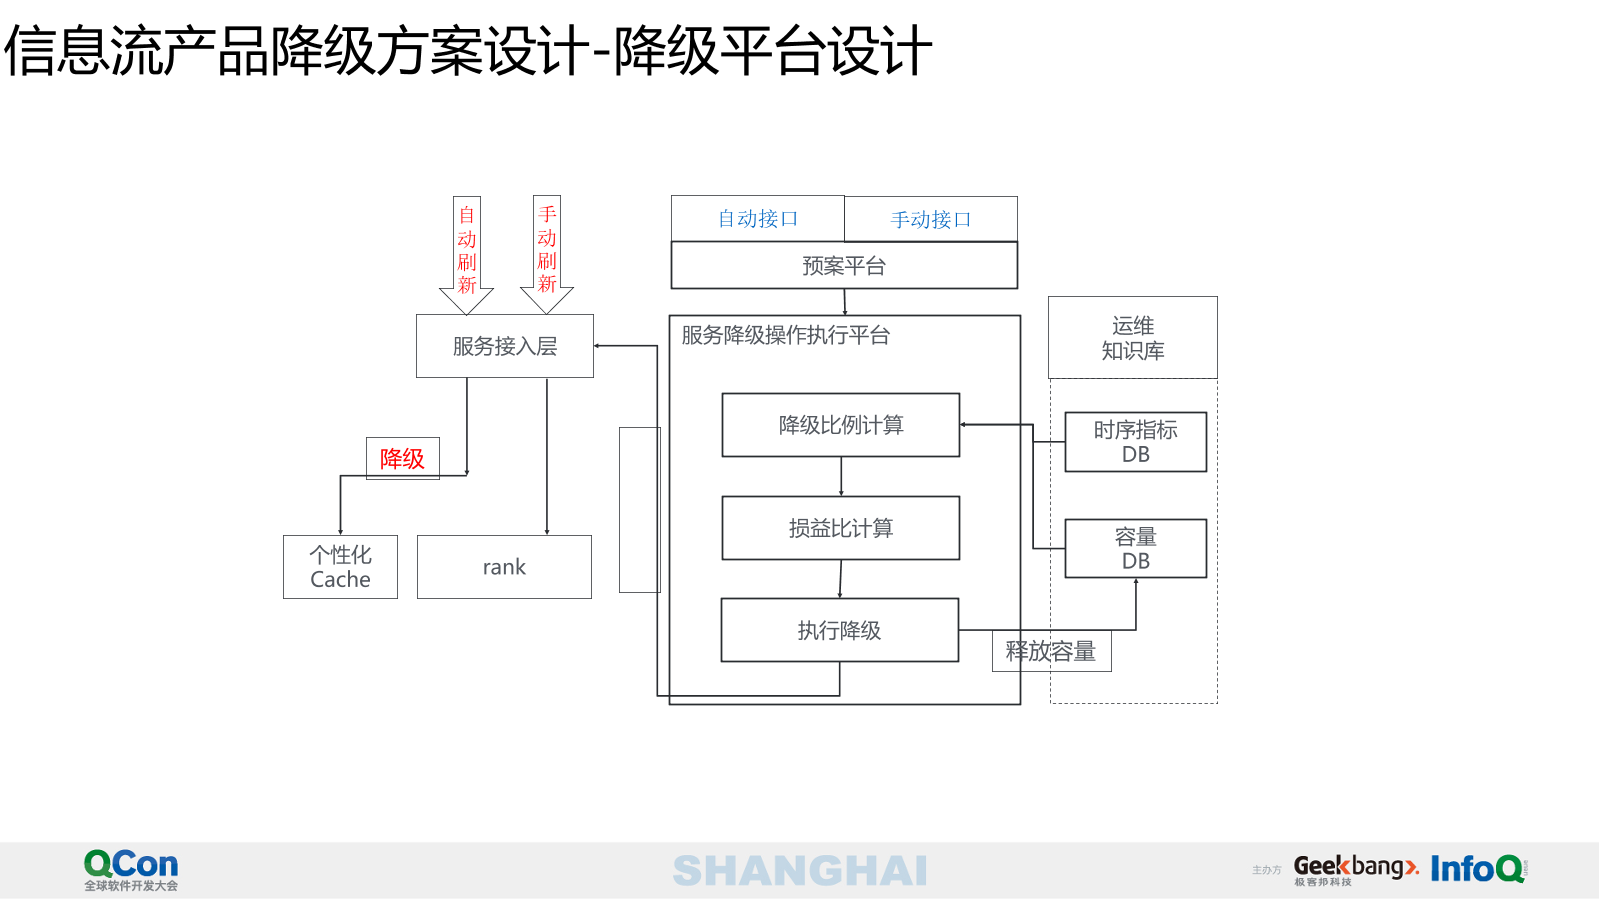 信息流产品降级方案设计-降级平台设计
自动刷新
手动刷新
自动接口
手动接口
预案平台
服务接入层
服务降级操作执行平台
运维
知识库
降级比例计算
时序指标
DB
降级
损益比计算
容量
DB
个性化
Cache
rank
执行降级
释放容量
QCon
全球软件开发大会
SHANGHAI
主办方
Geekbang
极客邦科技
InfoQ